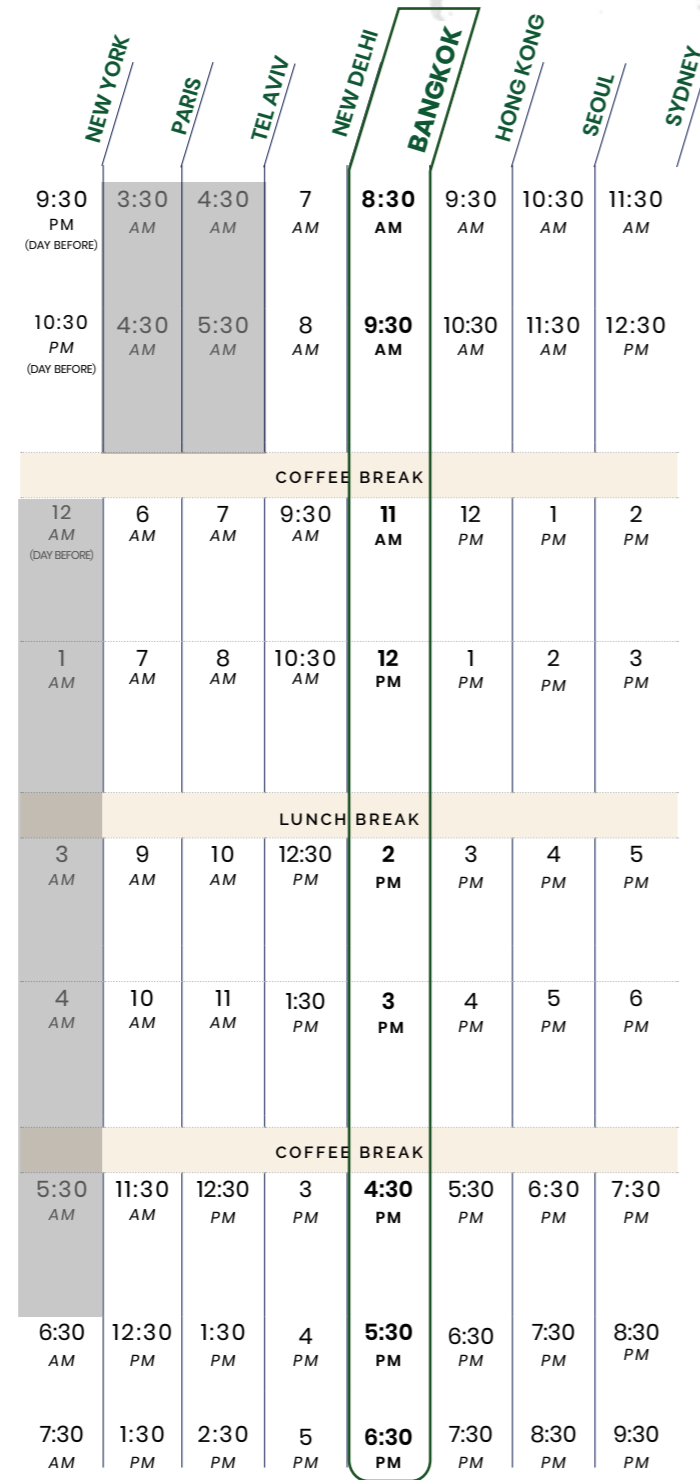 NEW YORK PARIS TEL AVIV NEW DELHI BANGKOK HONG KONG SEOUL SYDNEY
9:30 3:30 4:30 7 8:30 9:30 10:30 11:30
PM AM AM AM AM AM AM AM
(DAY BEFORE)
10:30 4:30 5:30 8 9:30 10:30 11:30 12:30
PM AM AM AM AM AM AM PM
(DAY BEFORE)
COFFEE BREAK
12 6 7 9:30 11 12 1 2
AM AM AM AM AM PM PM PM
(DAY BEFORE)
1 7 8 10:30 12 1 2 3
AM AM AM AM PM PM PM PM
LUNCH BREAK
3 9 10 12:30 2 3 4 5
AM AM AM PM PM PM PM PM
4 10 11 1:30 3 4 5 6
AM AM AM PM PM PM PM PM
COFFEE BREAK
5:30 11:30 12:30 3 4:30 5:30 6:30 7:30
AM AM PM PM PM PM PM PM
6:30 12:30 1:30 4 5:30 6:30 7:30 8:30
AM PM PM PM PM PM PM PM
7:30 1:30 2:30 5 6:30 7:30 8:30 9:30
AM PM PM PM PM PM PM PM